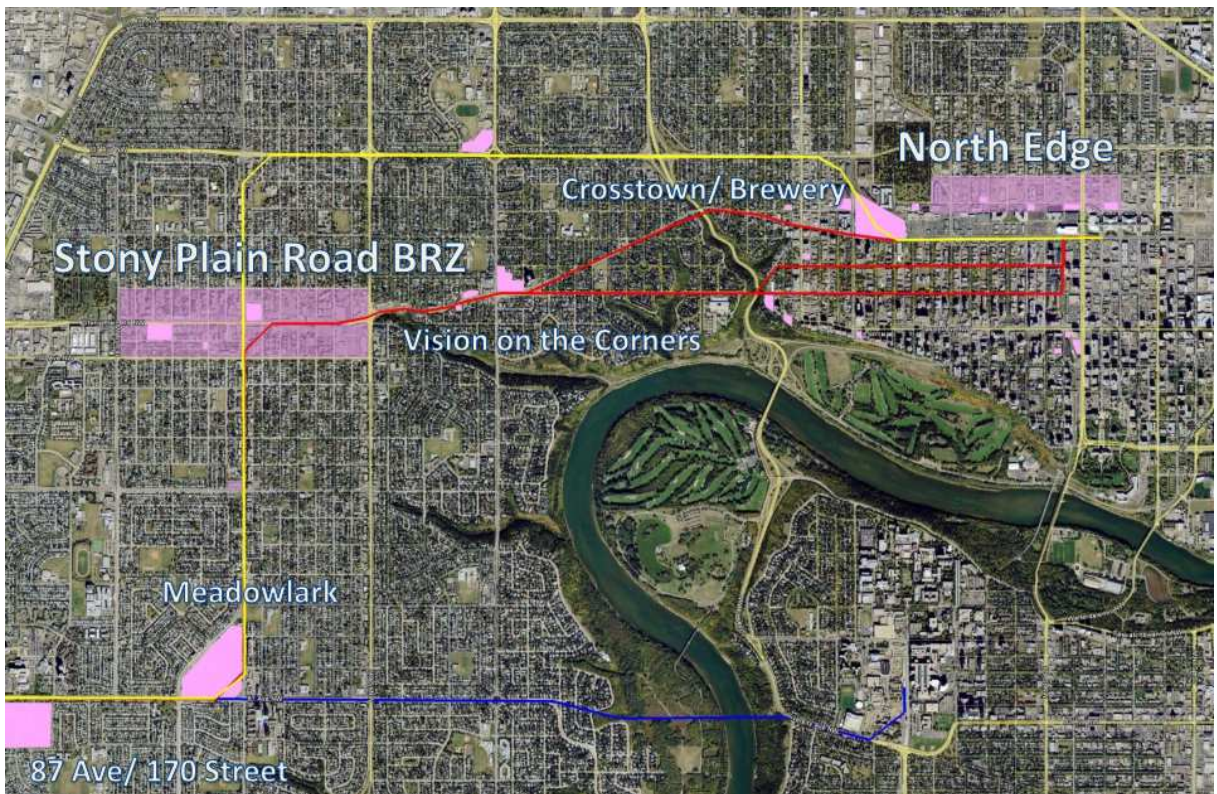 North Edge
Crosstown/ Brewery
Stony Plain Road BRZ
Vision on the Corners
Meadowlark
87 Ave/ 170 Street